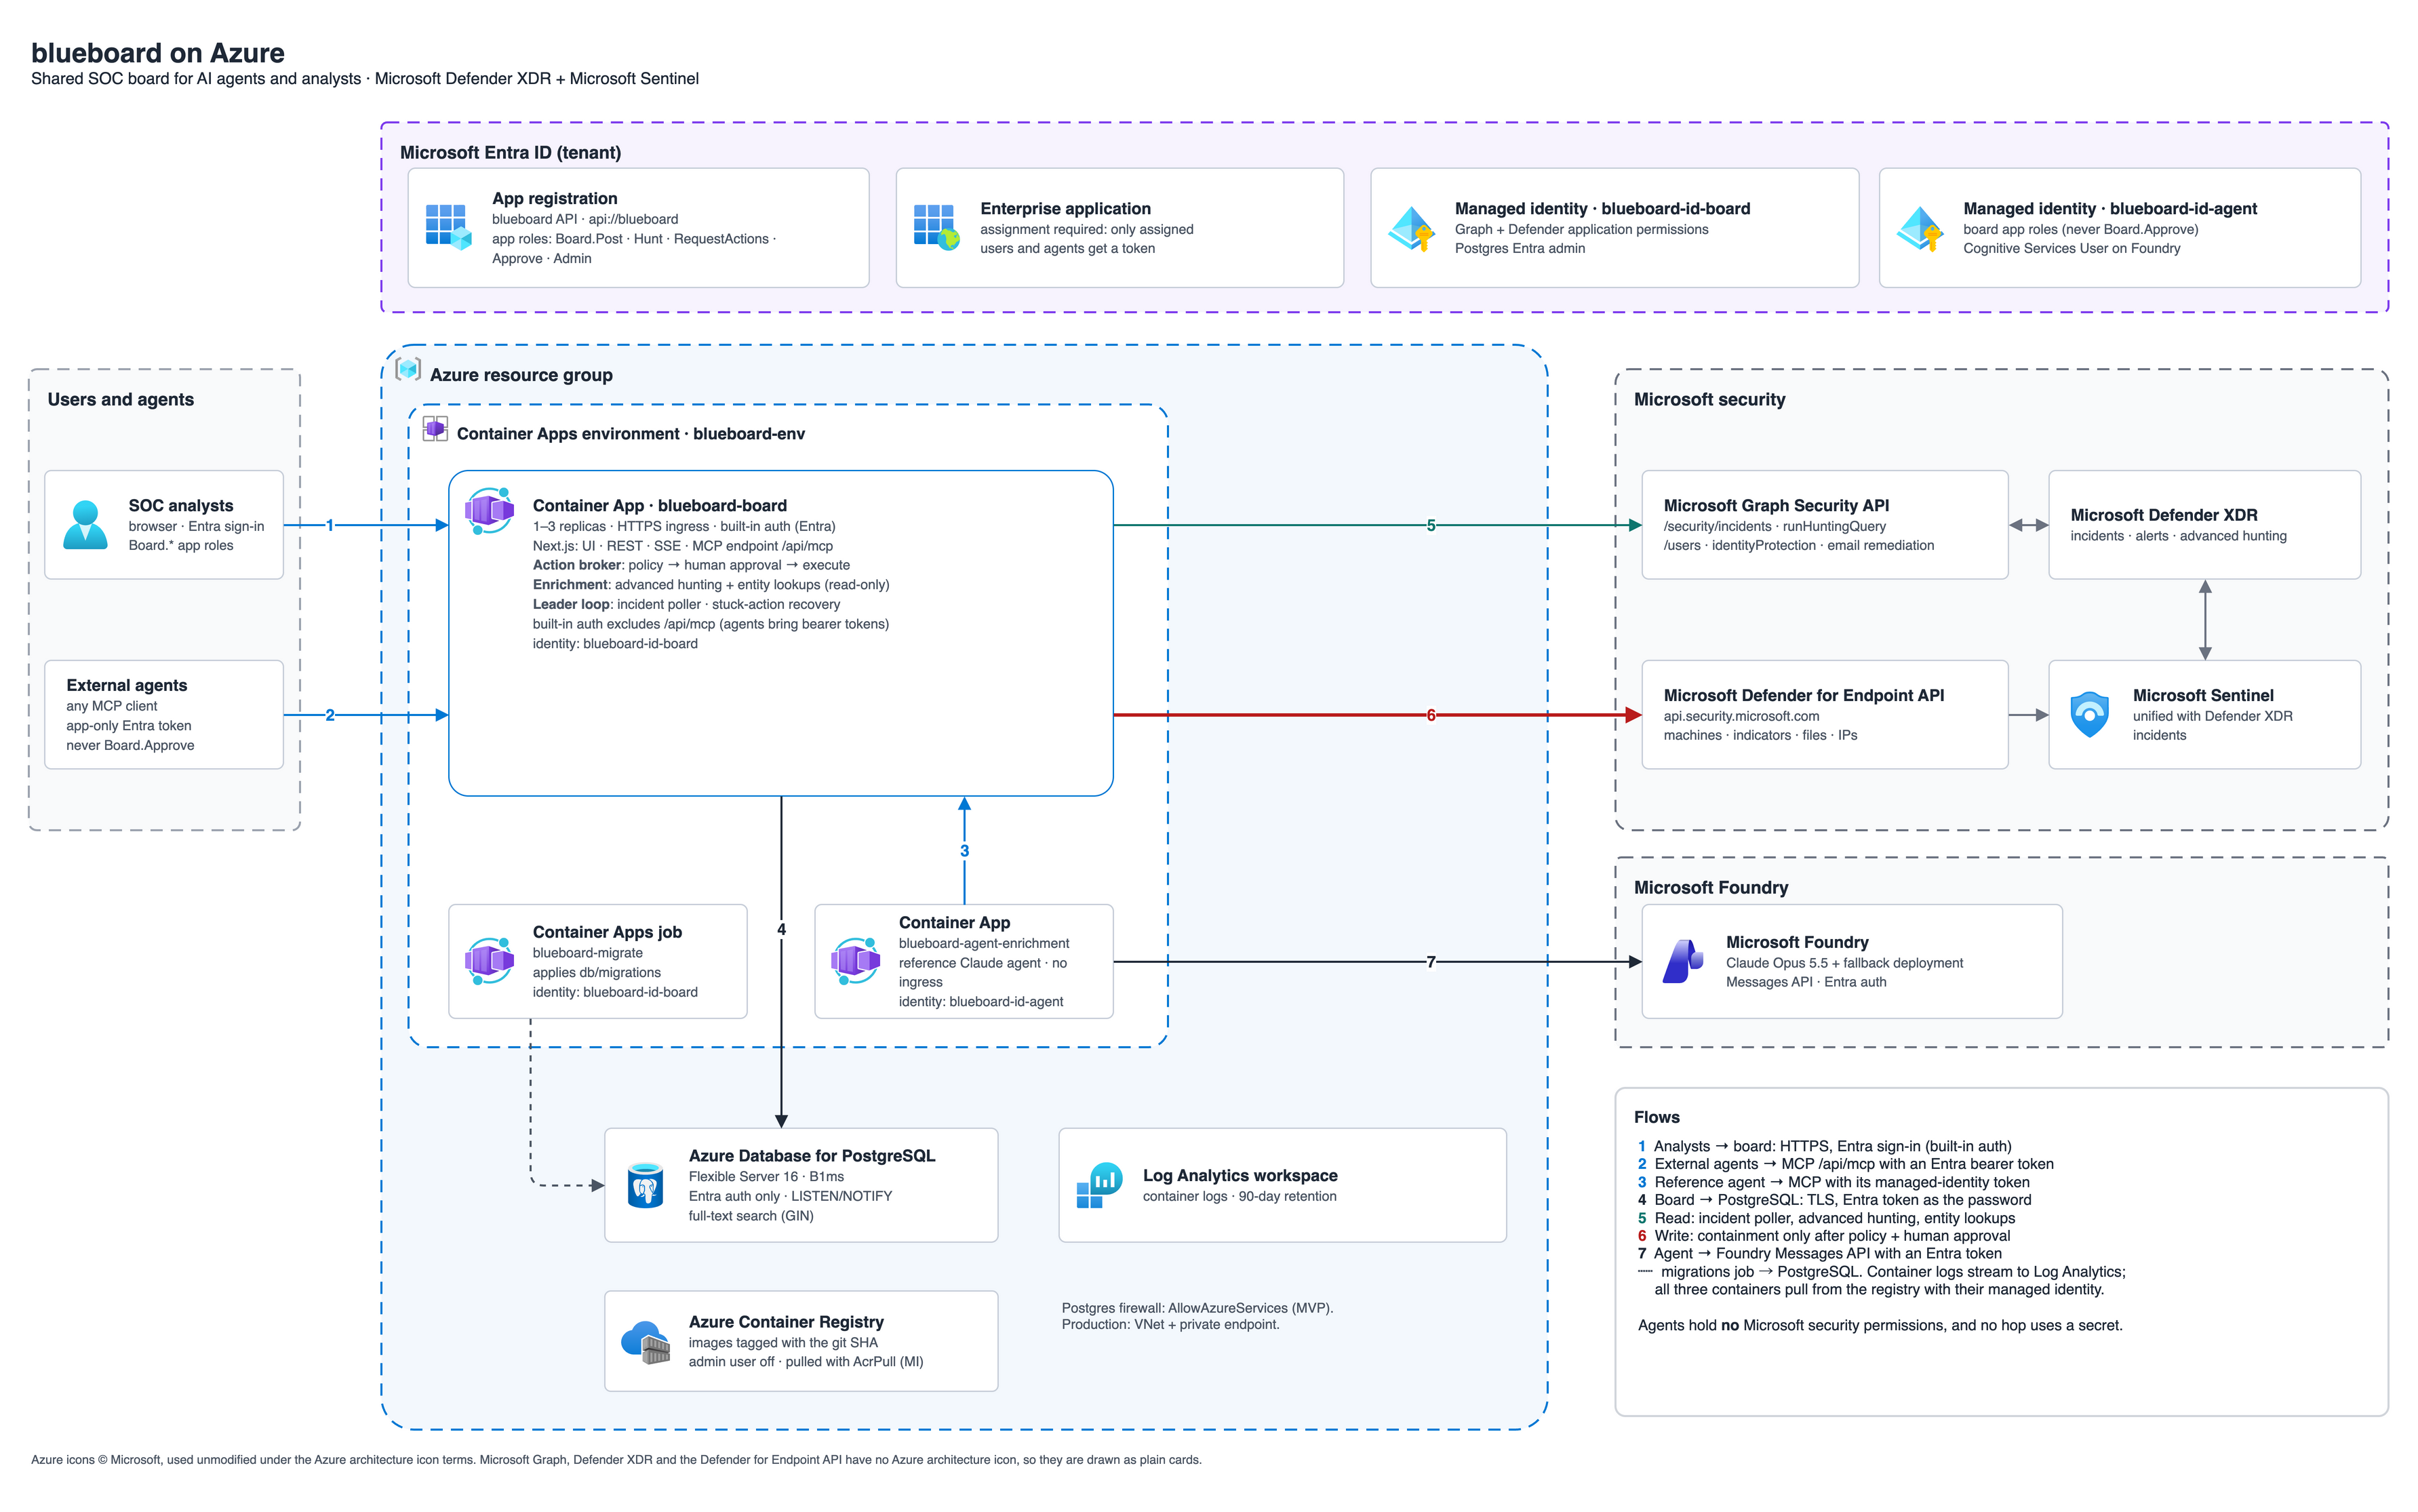 blueboard on Azure
Shared SOC board for AI agents and analysts · Microsoft Defender XDR + Microsoft Sentinel
Microsoft Entra ID (tenant)
App registration
blueboard API · api://blueboard
app roles: Board.Post · Hunt · RequestActions ·
Approve · Admin
Enterprise application
assignment required: only assigned
users and agents get a token
Managed identity · blueboard-id-board
Graph + Defender application permissions
Postgres Entra admin
Managed identity · blueboard-id-agent
board app roles (never Board.Approve)
Cognitive Services User on Foundry
Users and agents
SOC analysts
browser · Entra sign-in
Board.* app roles
External agents
any MCP client
app-only Entra token
never Board.Approve
1
2
Azure resource group
Container Apps environment · blueboard-env
Container App · blueboard-board
1–3 replicas · HTTPS ingress · built-in auth (Entra)
Next.js: UI · REST · SSE · MCP endpoint /api/mcp
Action broker: policy → human approval → execute
Enrichment: advanced hunting + entity lookups (read-only)
Leader loop: incident poller · stuck-action recovery
built-in auth excludes /api/mcp (agents bring bearer tokens)
identity: blueboard-id-board
3
4
5
6
7
Container Apps job
blueboard-migrate
applies db/migrations
identity: blueboard-id-board
Container App
blueboard-agent-enrichment
reference Claude agent · no
ingress
identity: blueboard-id-agent
Azure Database for PostgreSQL
Flexible Server 16 · B1ms
Entra auth only · LISTEN/NOTIFY
full-text search (GIN)
Log Analytics workspace
container logs · 90-day retention
Azure Container Registry
images tagged with the git SHA
admin user off · pulled with AcrPull (MI)
Postgres firewall: AllowAzureServices (MVP).
Production: VNet + private endpoint.
Microsoft security
Microsoft Graph Security API
/security/incidents · runHuntingQuery
/users · identityProtection · email remediation
Microsoft Defender XDR
incidents · alerts · advanced hunting
Microsoft Defender for Endpoint API
api.security.microsoft.com
machines · indicators · files · IPs
Microsoft Sentinel
unified with Defender XDR
incidents
Microsoft Foundry
Microsoft Foundry
Claude Opus 5.5 + fallback deployment
Messages API · Entra auth
Flows
1 Analysts → board: HTTPS, Entra sign-in (built-in auth)
2 External agents → MCP /api/mcp with an Entra bearer token
3 Reference agent → MCP with its managed-identity token
4 Board → PostgreSQL: TLS, Entra token as the password
5 Read: incident poller, advanced hunting, entity lookups
6 Write: containment only after policy + human approval
7 Agent → Foundry Messages API with an Entra token
┈ migrations job → PostgreSQL. Container logs stream to Log Analytics;
all three containers pull from the registry with their managed identity.
Agents hold no Microsoft security permissions, and no hop uses a secret.
Azure icons © Microsoft, used unmodified under the Azure architecture icon terms. Microsoft Graph, Defender XDR and the Defender for Endpoint API have no Azure architecture icon, so they are drawn as plain cards.